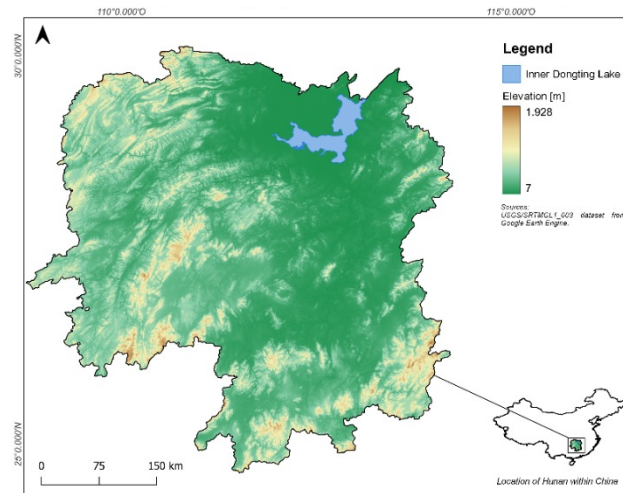 110°0.000'O
115°0.000'O
30°0.000'N
25°0.000'N
Legend
Inner Dongting Lake
Elevation [m]
1.928
7
Sources:
USGS/SRTMGL1_003 dataset from
Google Earth Engine.
0 75 150 km
Location of Hunan within China